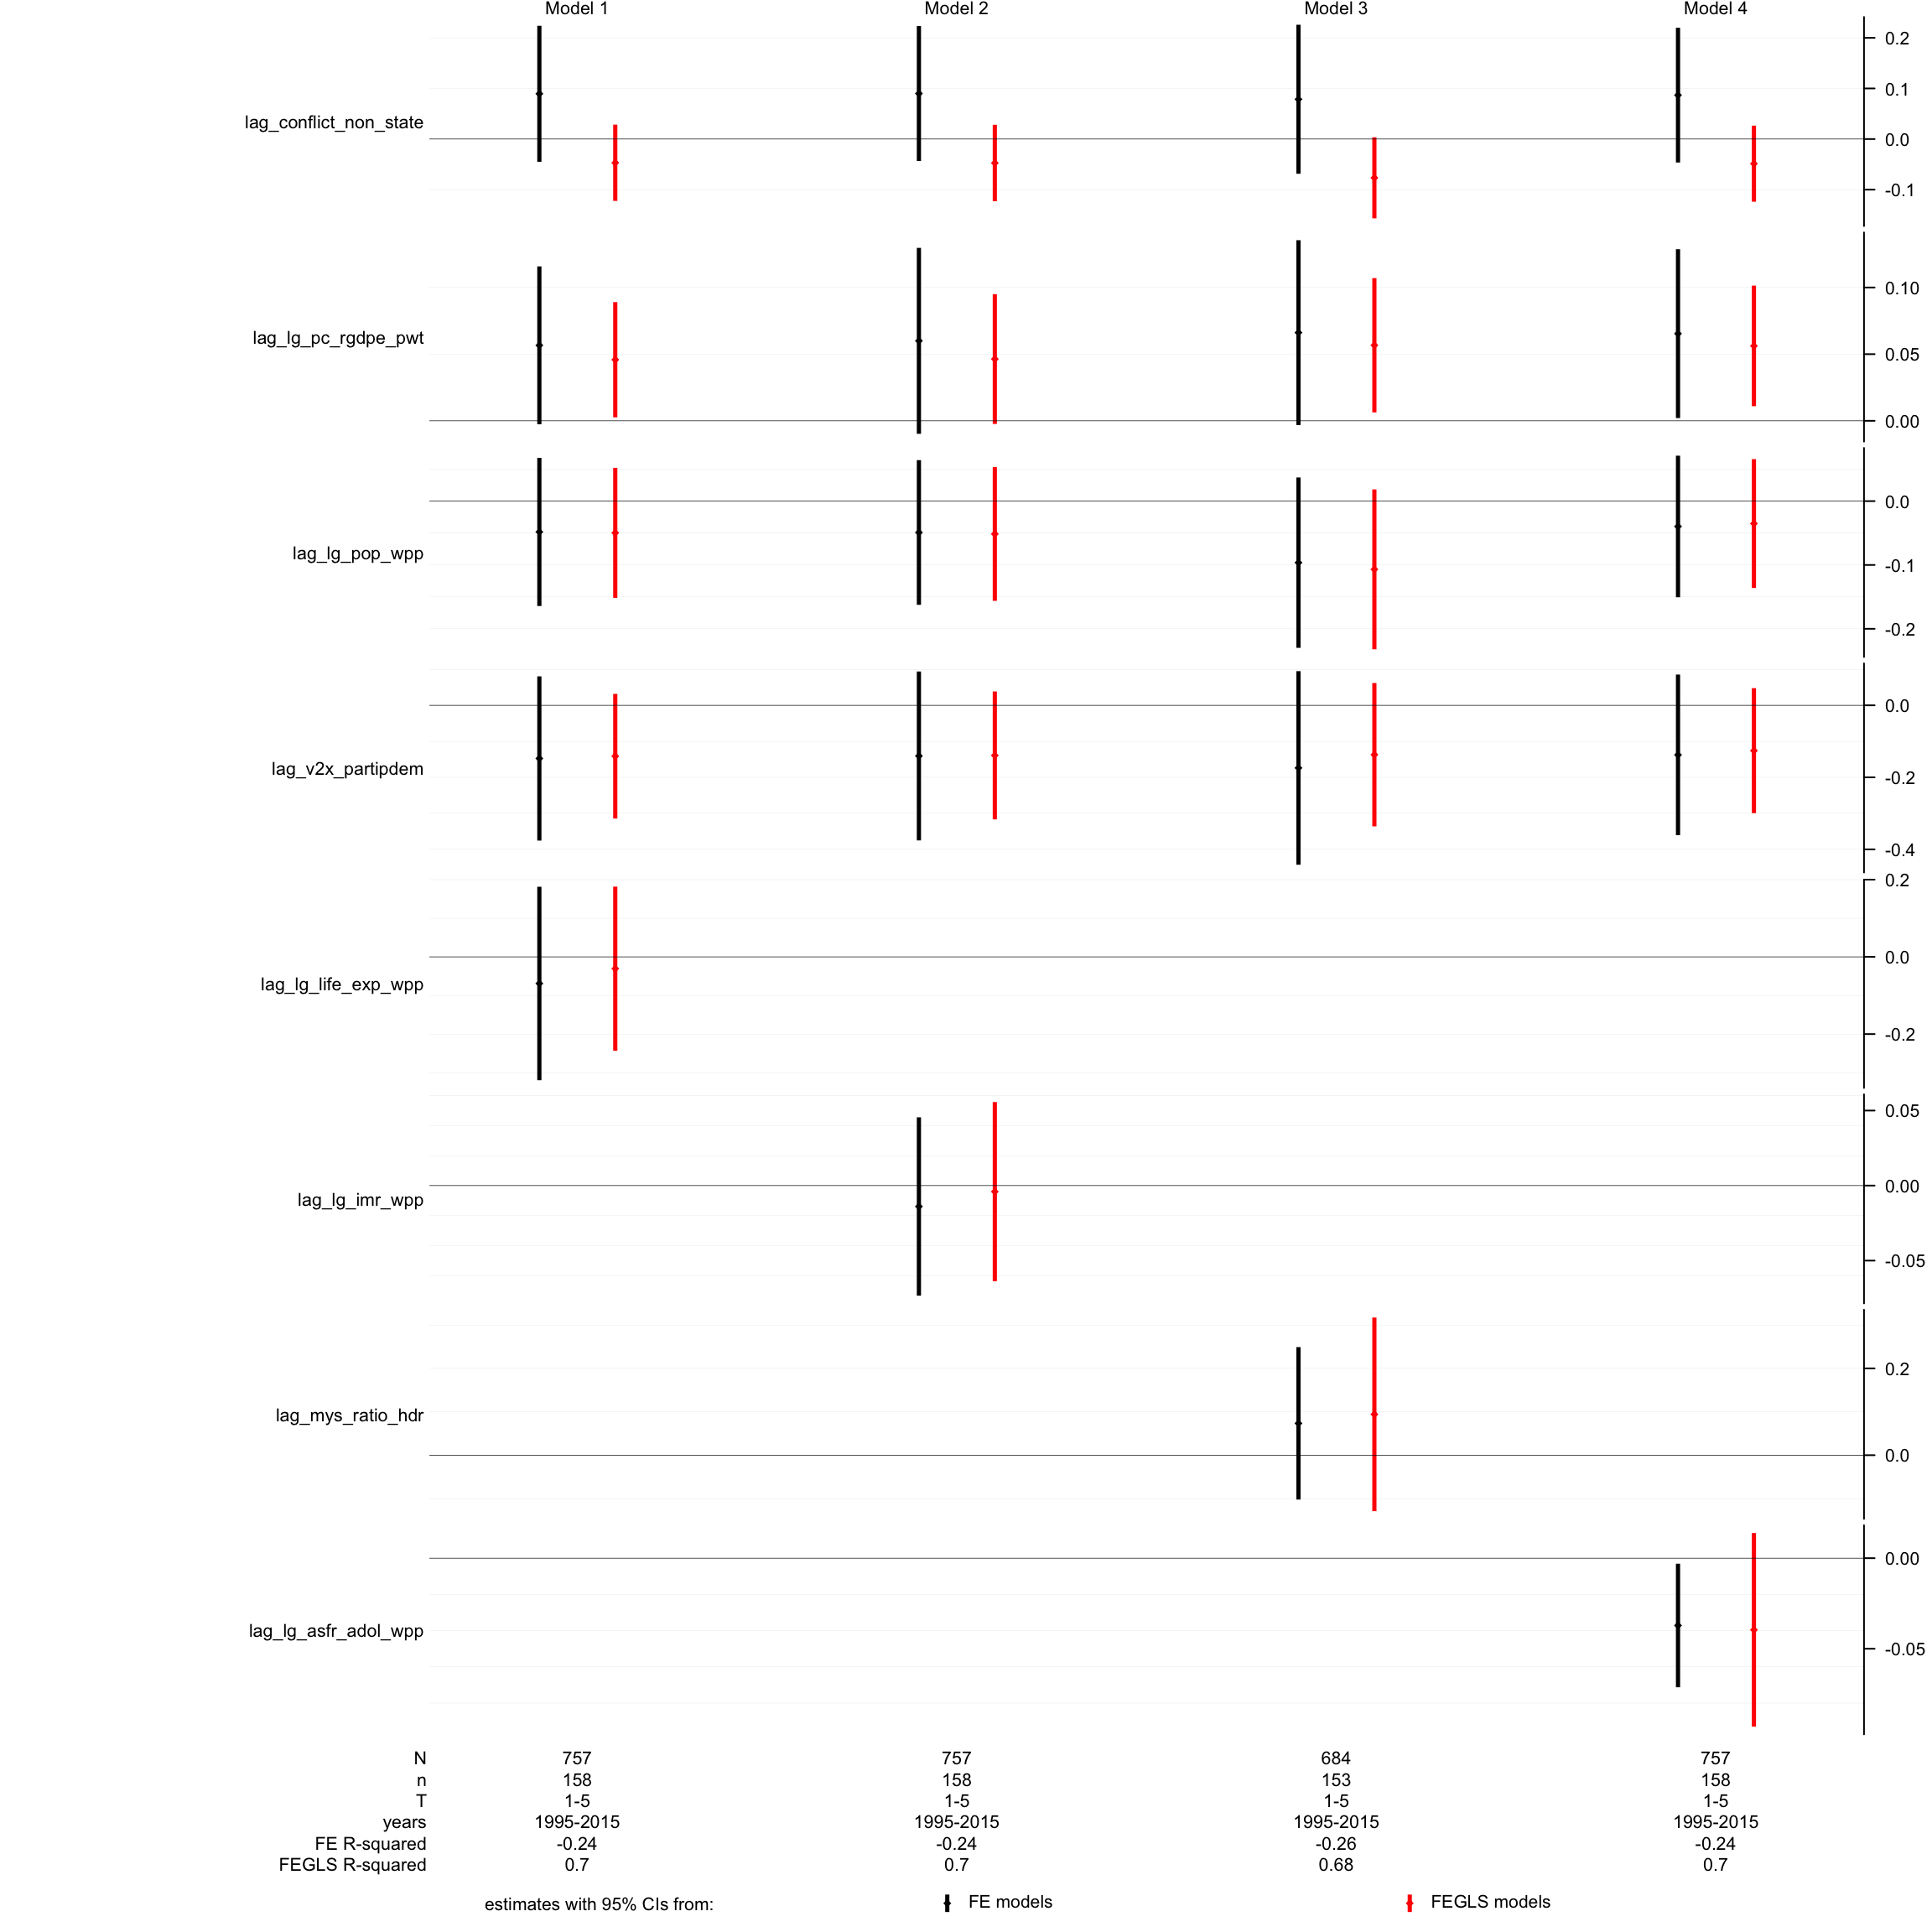 Model 1 Model 2 Model 3 Model 4
lag_conflict_non_state
0.2
0.1
0.0
-0.1
lag_lg_pc_rgdpe_pwt
0.10
0.05
0.00
lag_lg_pop_wpp
0.0
-0.1
-0.2
lag_v2x_partipdem
0.0
-0.2
-0.4
lag_lg_life_exp_wpp
0.2
0.0
-0.2
lag_lg_imr_wpp
0.05
0.00
-0.05
lag_mys_ratio_hdr
0.2
0.0
lag_lg_asfr_adol_wpp
0.00
-0.05
N 757 757 684 757
n 158 158 153 158
T 1-5 1-5 1-5 1-5
years 1995-2015 1995-2015 1995-2015 1995-2015
FE R-squared -0.24 -0.24 -0.26 -0.24
FEGLS R-squared 0.7 0.7 0.68 0.7
estimates with 95% CIs from: FE models FEGLS models